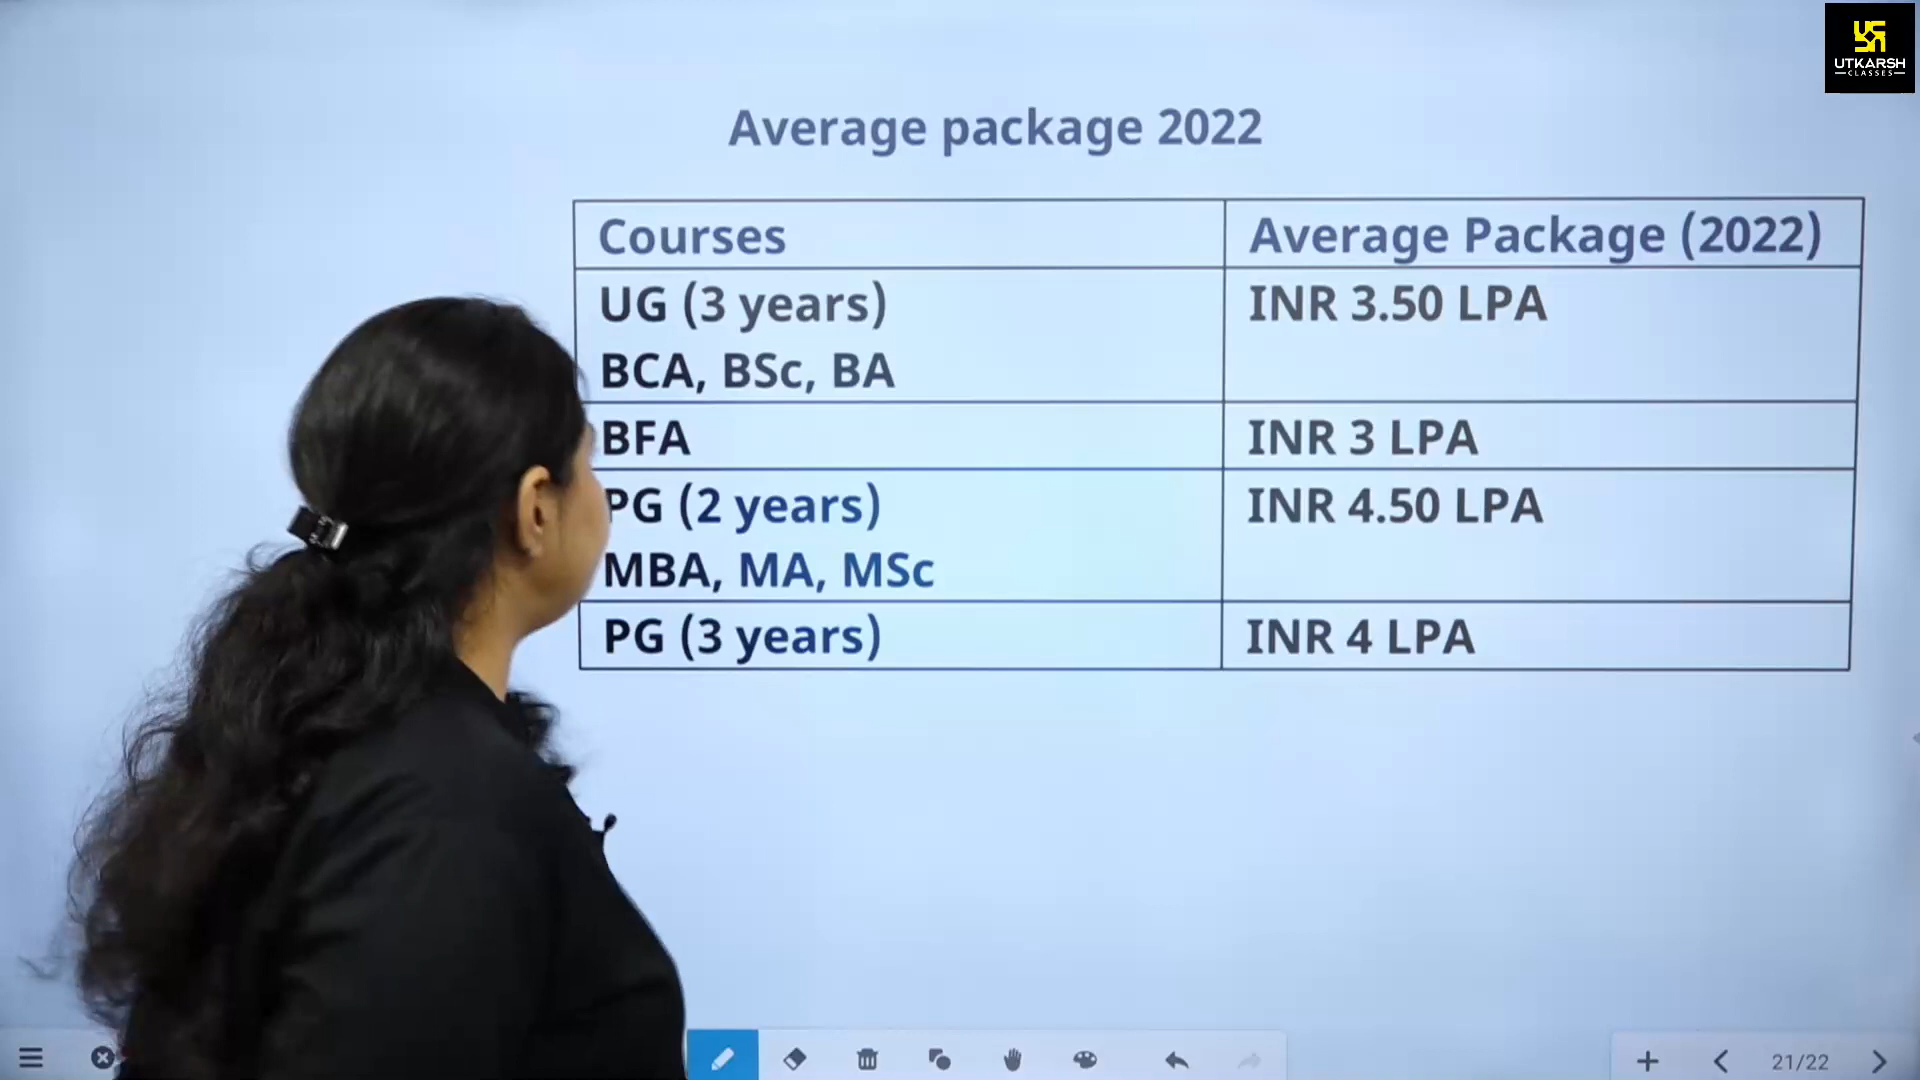 UTKARSH
CLASSES
Average package 2022
Courses Average Package (2022)
UG (3 years) INR 3.50 LPA
BCA, BSc, BA
BFA INR 3 LPA
PG (2 years) INR 4.50 LPA
MBA, MA, MSc
PG (3 years) INR 4 LPA
21/22